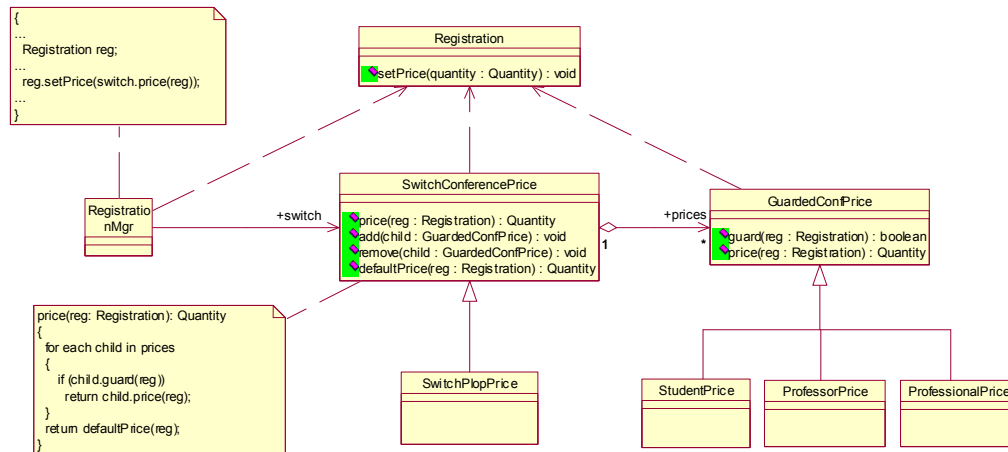 {
...
Registration reg;
...
reg.setPrice(switch.price(reg));
...
}
Registration
setPrice(quantity : Quantity) : void
Registratio
nMgr
+switch
SwitchConferencePrice
price(reg : Registration) : Quantity
add(child : GuardedConfPrice) : void
remove(child : GuardedConfPrice) : void
defaultPrice(reg : Registration) : Quantity
1
+prices
*
GuardedConfPrice
guard(reg : Registration) : boolean
price(reg : Registration) : Quantity
price(reg: Registration): Quantity
{
for each child in prices
{
if (child.guard(reg))
return child.price(reg);
}
return defaultPrice(reg);
}
SwitchPlopPrice
StudentPrice
ProfessorPrice
ProfessionalPrice